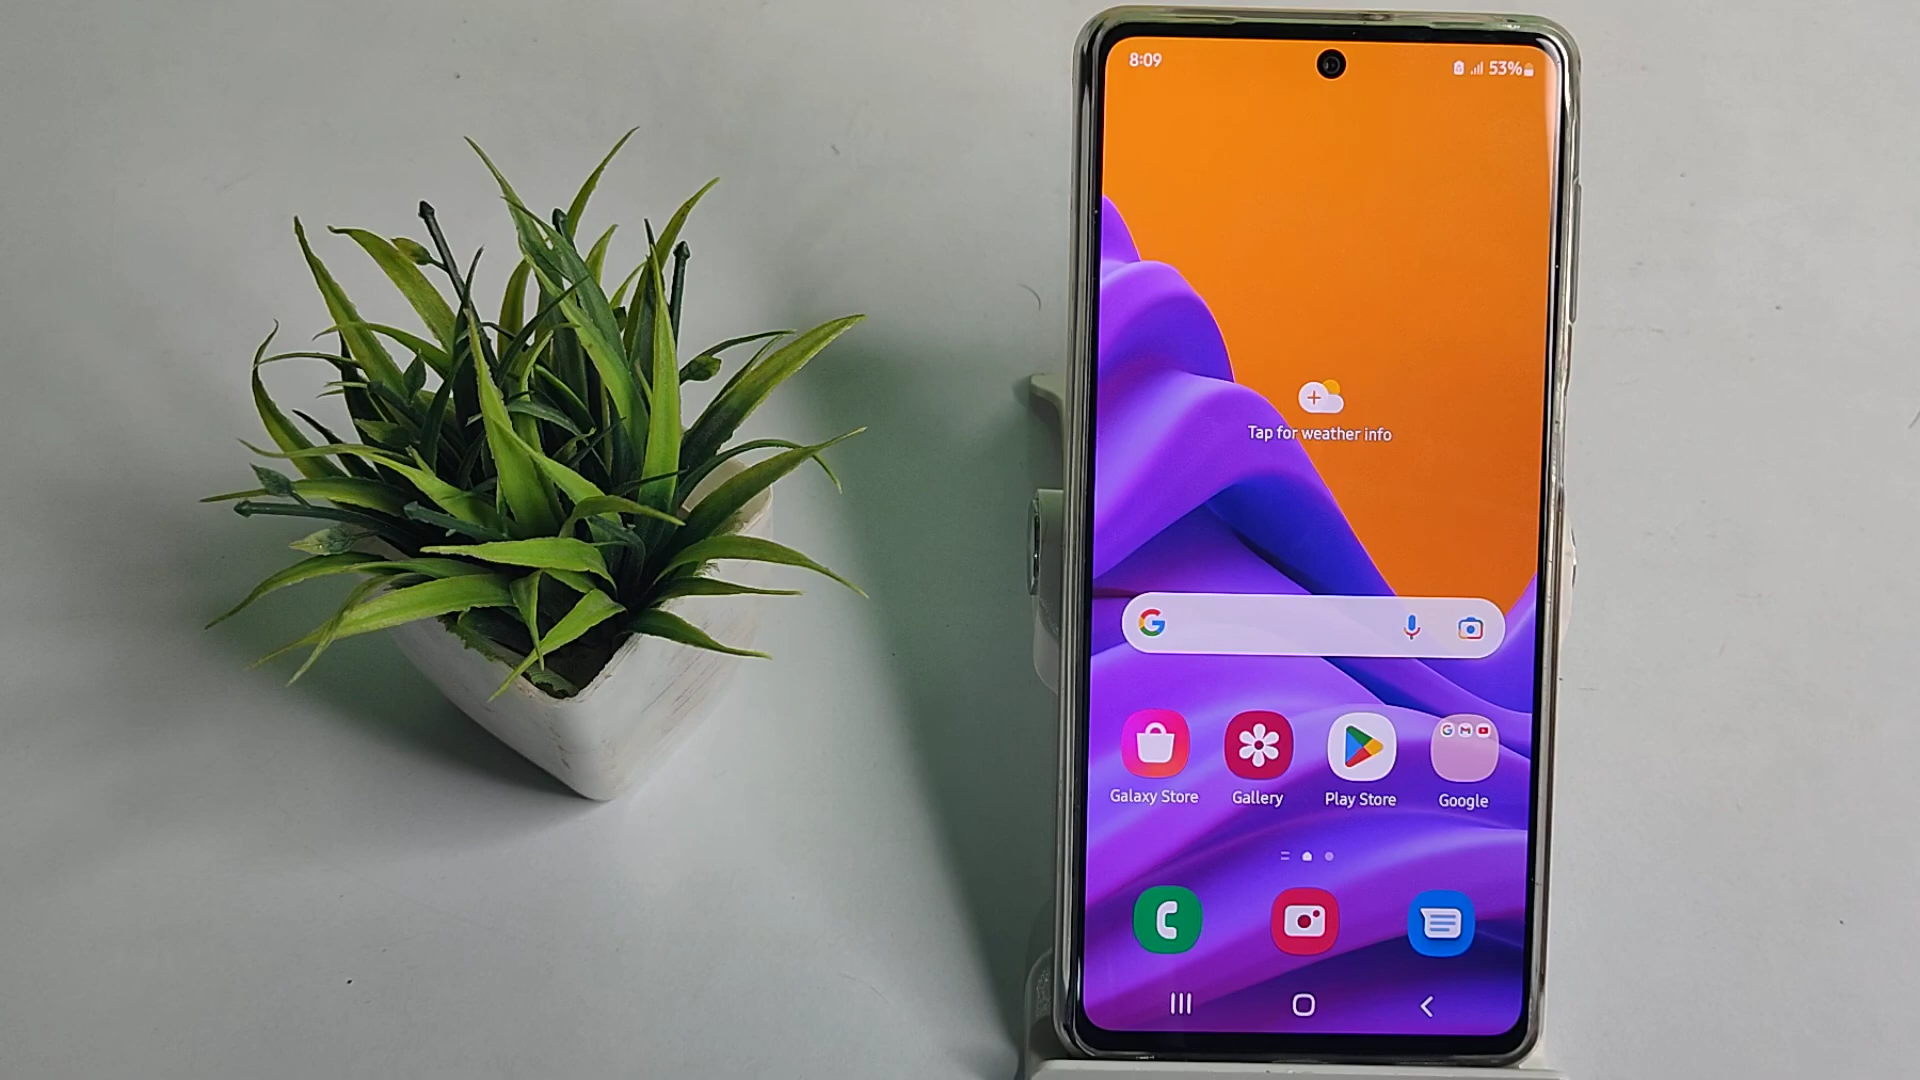 8:09
53%
Tap for weather info
Galaxy Store
Gallery
Play Store
Google